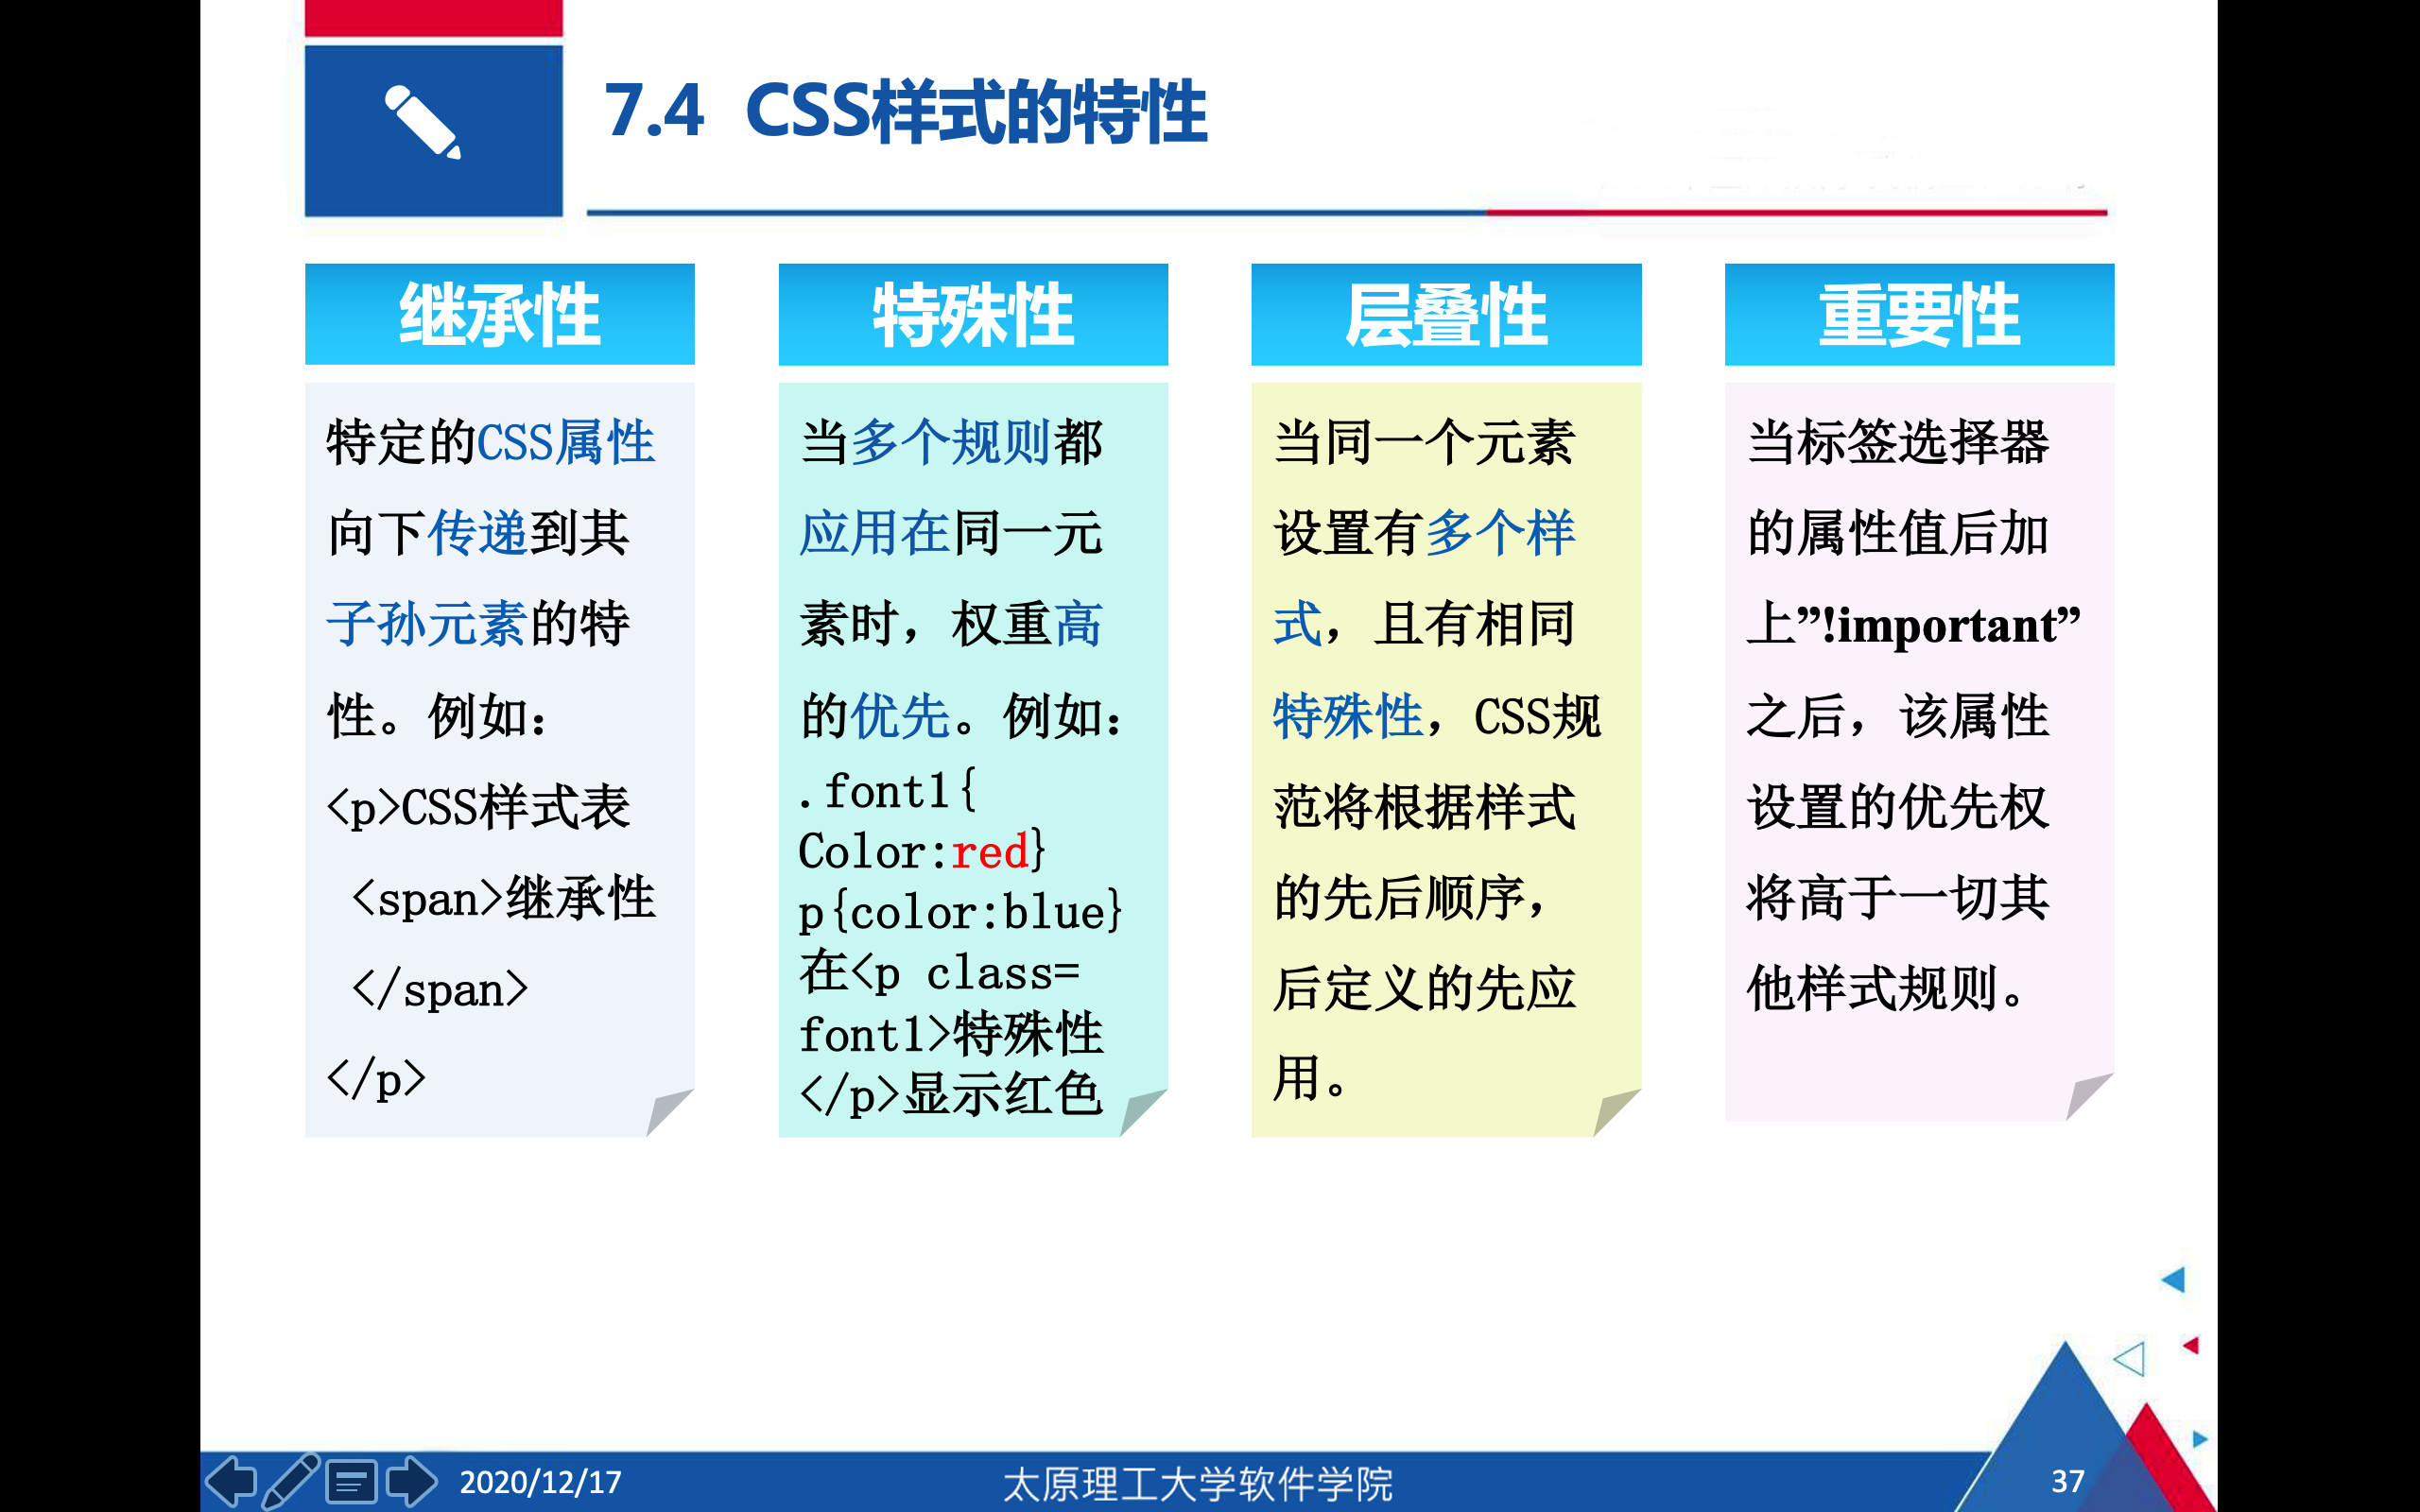 7.4 CSS样式的特性
继承性
特定的CSS属性
向下传递到其
子孙元素的特
性。例如：
<p>CSS样式表
<span>继承性
</span>
</p>
特殊性
当多个规则都
应用在同一元
素时，权重高
的优先。例如：
.font1{
Color:red}
p{color:blue}
在<p class=
font1>特殊性
</p>显示红色
层叠性
当同一个元素
设置有多个样
式，且有相同
特殊性，CSS规
范将根据样式
的先后顺序，
后定义的先应
用。
重要性
当标签选择器
的属性值后加
上”!important”
之后，该属性
设置的优先权
将高于一切其
他样式规则。
2020/12/17
太原理工大学软件学院
37